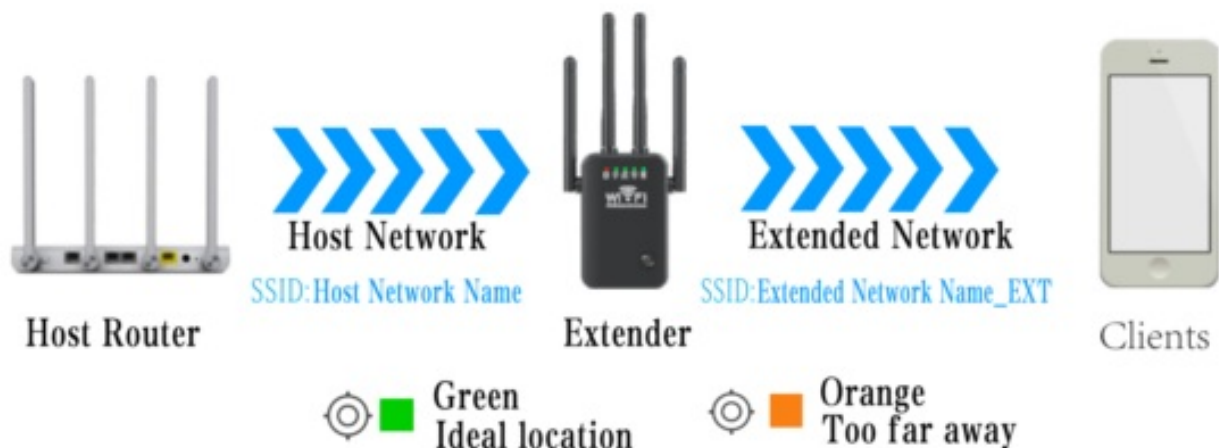 Host Network
Extended Network
SSID:Host Network Name
SSID:Extended Network Name_EXT
WiFi
Host Router
Extender
Clients
Green
Ideal location
Orange
Too far away